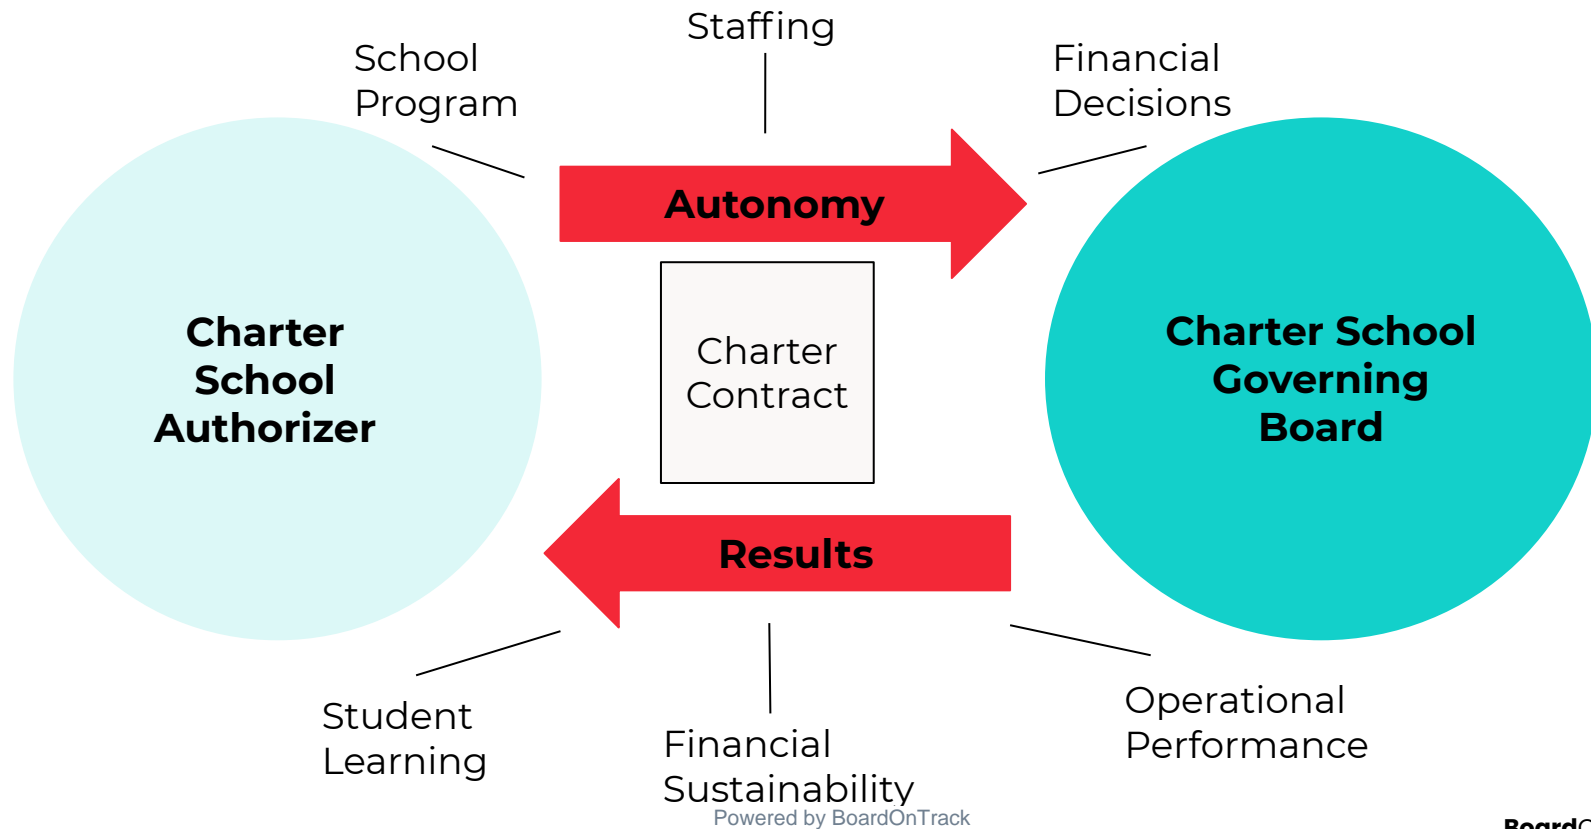 Staffing
School
Program
Financial
Decisions
Autonomy
Charter
School
Authorizer
Charter
Contract
Charter School
Governing
Board
Results
Student
Learning
Financial
Sustainability
Operational
Performance
Powered by BoardOnTrack